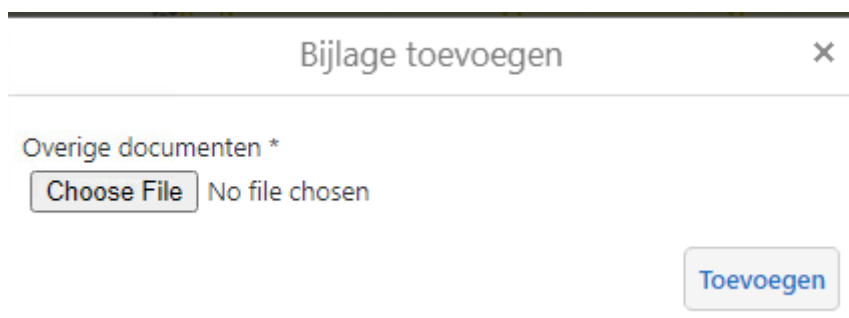 Bijlage toevoegen ×
Overige documenten *
Choose File No file chosen
Toevoegen